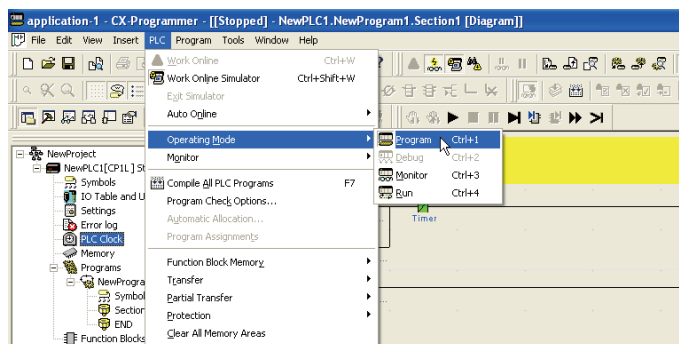 application-1 - CX-Programmer - [[Stopped] - NewPLC1.NewProgram1.Section1 [Diagram]]
File Edit View Insert PLC Program Tools Window Help
Work Online Ctrl+W
Work Online Simulator Ctrl+Shift+W
Exit Simulator
Auto Online
Operating Mode
Program Ctrl+1
Monitor
Debug Ctrl+2
Compile All PLC Programs F7
Monitor Ctrl+3
Program Check Options...
Run Ctrl+4
Automatic Allocation...
Timer
Program Assignments
Function Block Memory
Transfer
Partial Transfer
Protection
Clear All Memory Areas
NewProject
NewPLC1[CP1L] St
Symbols
IO Table and U
Settings
Error log
PLC Clock
Memory
Programs
NewProgra
Symbol
Section
END
Function Blocks